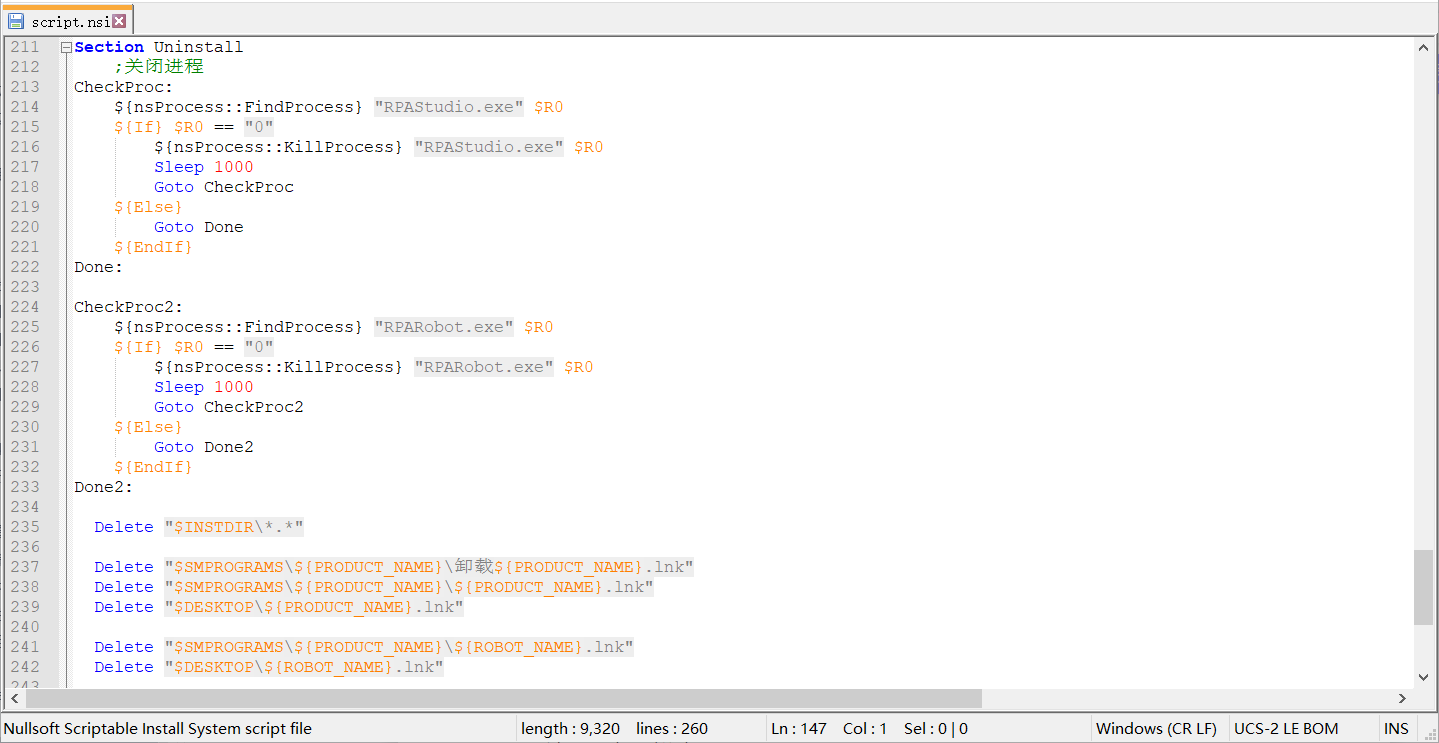 script.nsi
211 Section Uninstall
212 ;关闭进程
213 CheckProc:
214 ${nsProcess::FindProcess} "RPAStudio.exe" $R0
215 ${If} $R0 == "0"
216 ${nsProcess::KillProcess} "RPAStudio.exe" $R0
217 Sleep 1000
218 Goto CheckProc
219 ${Else}
220 Goto Done
221 ${EndIf}
222 Done:
223
224 CheckProc2:
225 ${nsProcess::FindProcess} "RPARobot.exe" $R0
226 ${If} $R0 == "0"
227 ${nsProcess::KillProcess} "RPARobot.exe" $R0
228 Sleep 1000
229 Goto CheckProc2
230 ${Else}
231 Goto Done2
232 ${EndIf}
233 Done2:
234
235 Delete "$INSTDIR\*.*"
236
237 Delete "$SMPROGRAMS\${PRODUCT_NAME}\卸载${PRODUCT_NAME}.lnk"
238 Delete "$SMPROGRAMS\${PRODUCT_NAME}\${PRODUCT_NAME}.lnk"
239 Delete "$DESKTOP\${PRODUCT_NAME}.lnk"
240
241 Delete "$SMPROGRAMS\${PRODUCT_NAME}\${ROBOT_NAME}.lnk"
242 Delete "$DESKTOP\${ROBOT_NAME}.lnk"
243
Nullsoft Scriptable Install System script file length : 9,320 lines : 260 Ln : 147 Col : 1 Sel : 0 | 0 Windows (CR LF) UCS-2 LE BOM INS